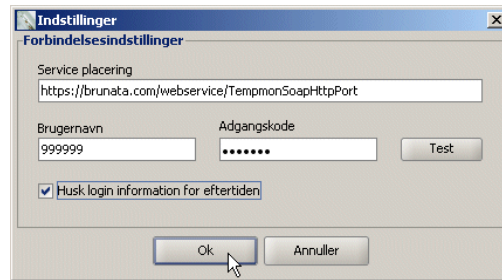 Indstillinger
Forbindelsesindstillinger
Service placering
https://brunata.com/webservice/TempmonSoapHttpPort
Brugernavn
Adgangskode
999999
•••••••
Test
Husk login information for eftertiden
Ok
Annuller